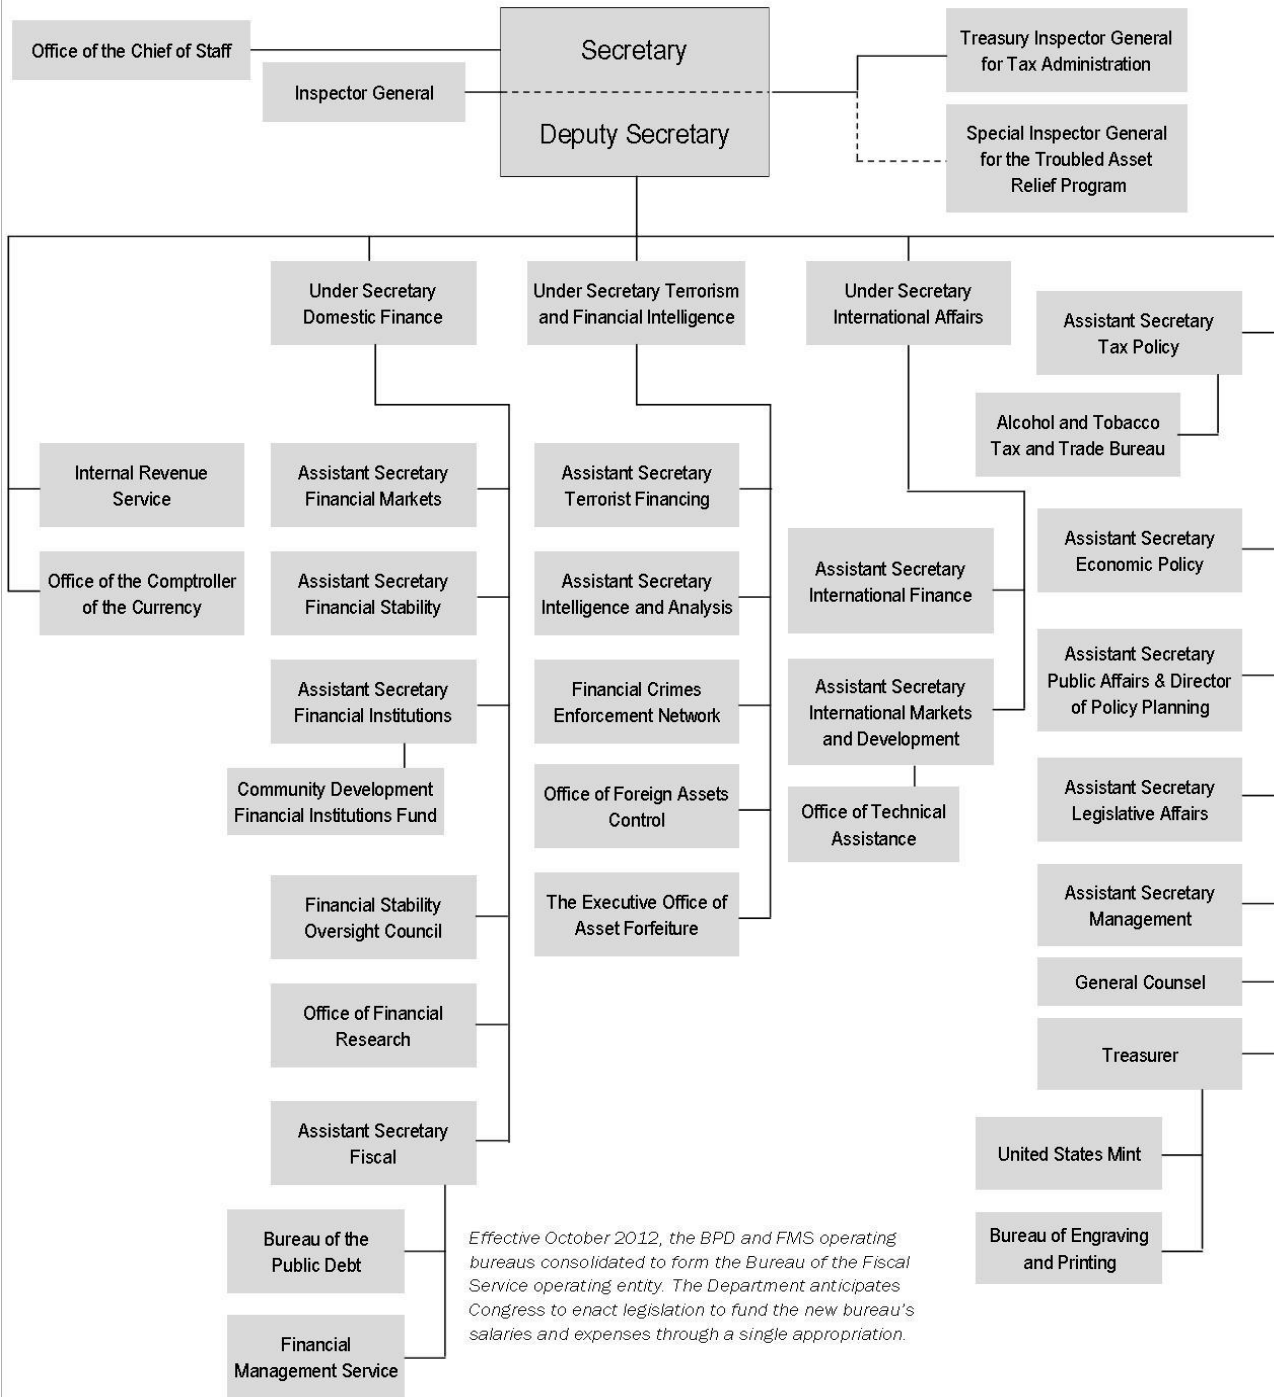 Office of the Chief of Staff
Secretary
Deputy Secretary
Inspector General
Treasury Inspector General
for Tax Administration
Special Inspector General
for the Troubled Asset
Relief Program
Under Secretary
Domestic Finance
Under Secretary Terrorism
and Financial Intelligence
Under Secretary
International Affairs
Assistant Secretary
Tax Policy
Alcohol and Tobacco
Tax and Trade Bureau
Internal Revenue
Service
Office of the Comptroller
of the Currency
Assistant Secretary
Financial Markets
Assistant Secretary
Financial Stability
Assistant Secretary
Financial Institutions
Community Development
Financial Institutions Fund
Financial Stability
Oversight Council
Office of Financial
Research
Assistant Secretary
Fiscal
Bureau of the
Public Debt
Financial
Management Service
Assistant Secretary
Terrorist Financing
Assistant Secretary
Intelligence and Analysis
Financial Crimes
Enforcement Network
Office of Foreign Assets
Control
The Executive Office of
Asset Forfeiture
Assistant Secretary
International Finance
Assistant Secretary
International Markets
and Development
Office of Technical
Assistance
Assistant Secretary
Economic Policy
Assistant Secretary
Public Affairs & Director
of Policy Planning
Assistant Secretary
Legislative Affairs
Assistant Secretary
Management
General Counsel
Treasurer
United States Mint
Bureau of Engraving
and Printing
Effective October 2012, the BPD and FMS operating
bureaus consolidated to form the Bureau of the Fiscal
Service operating entity. The Department anticipates
Congress to enact legislation to fund the new bureau's
salaries and expenses through a single appropriation.